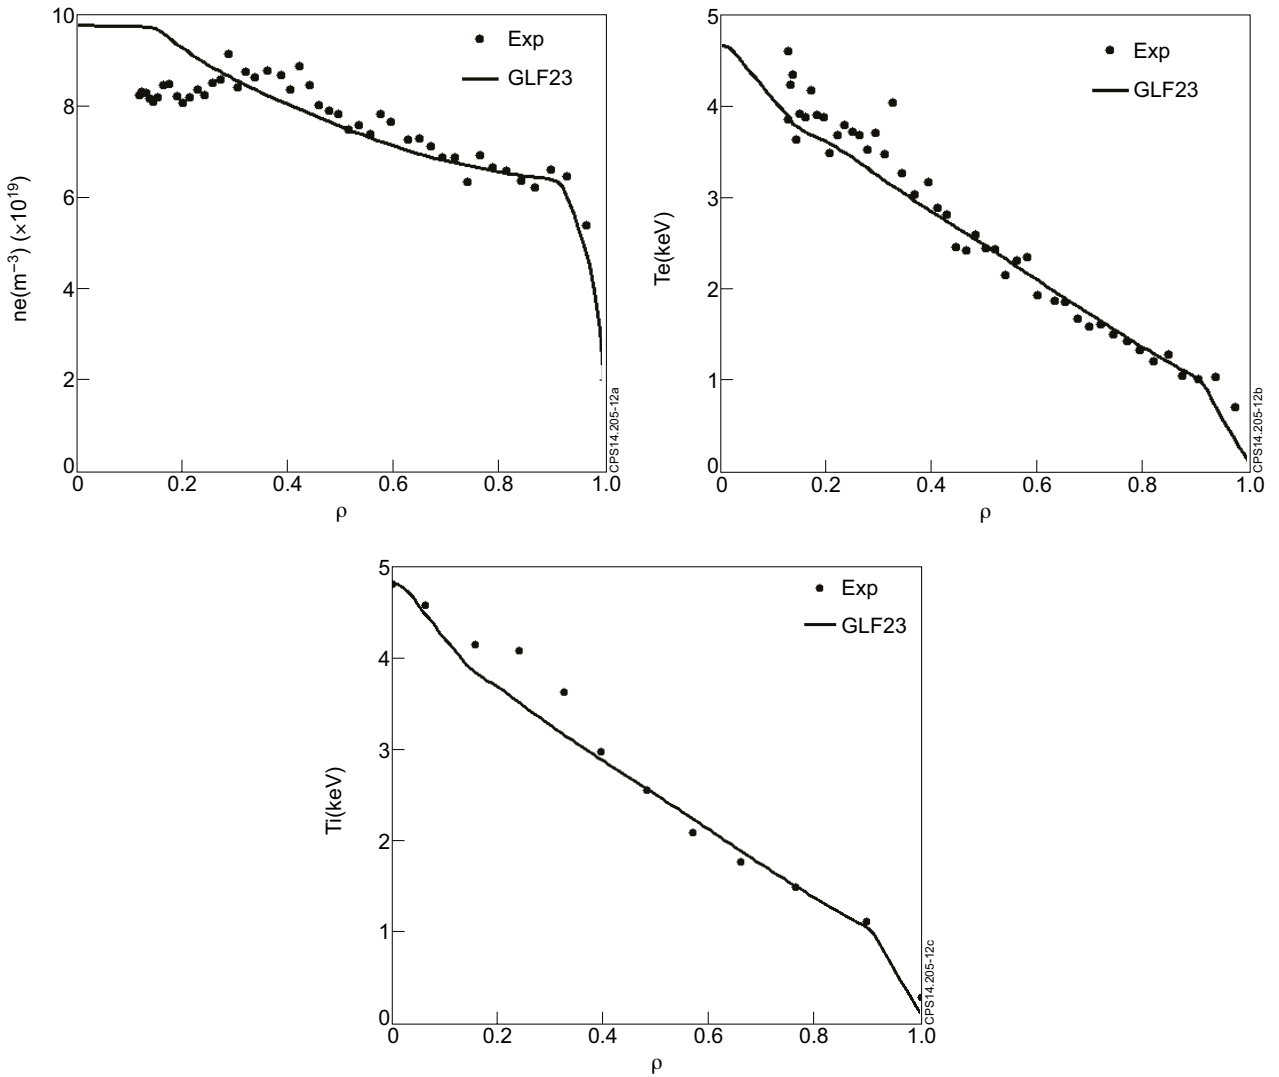 10
8
6
4
2
0
ne(m⁻³) (×10¹⁹)
Exp
GLF23
0 0.2 0.4 0.6 0.8 1.0
ρ
CPS14.205-12a
5
4
3
2
1
0
Te(keV)
Exp
GLF23
0 0.2 0.4 0.6 0.8 1.0
ρ
CPS14.205-12b
5
4
3
2
1
0
Ti(keV)
Exp
GLF23
0 0.2 0.4 0.6 0.8 1.0
ρ
CPS14.205-12c